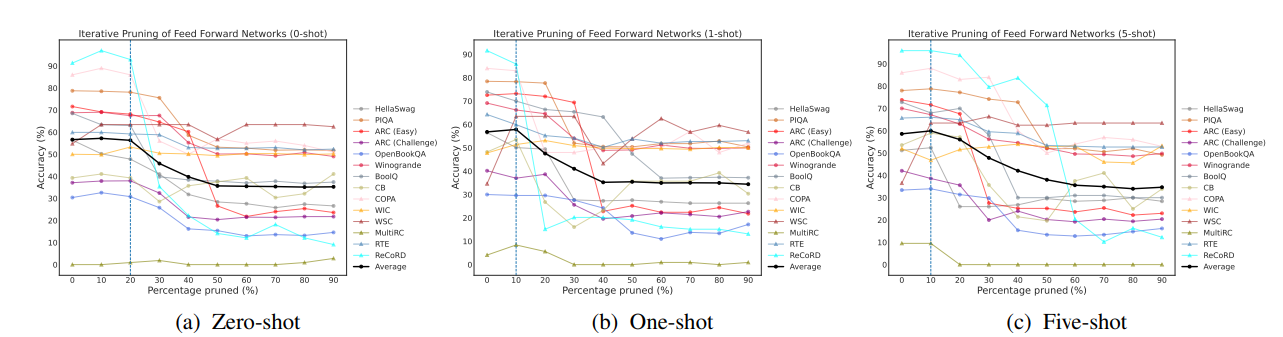 Iterative Pruning of Feed Forward Networks (0-shot)
Accuracy (%)
90
80
70
60
50
40
30
20
10
0
0 10 20 30 40 50 60 70 80 90
Percentage pruned (%)
HellaSwag
PIQA
ARC (Easy)
ARC (Challenge)
Winogrande
OpenBookQA
BoolQ
CB
COPA
WIC
WSC
MultiRC
RTE
ReCoRD
Average
(a) Zero-shot
Iterative Pruning of Feed Forward Networks (1-shot)
Accuracy (%)
90
80
70
60
50
40
30
20
10
0
0 10 20 30 40 50 60 70 80 90
Percentage pruned (%)
HellaSwag
PIQA
ARC (Easy)
ARC (Challenge)
Winogrande
OpenBookQA
BoolQ
CB
COPA
WIC
WSC
MultiRC
RTE
ReCoRD
Average
(b) One-shot
Iterative Pruning of Feed Forward Networks (5-shot)
Accuracy (%)
90
80
70
60
50
40
30
20
10
0
0 10 20 30 40 50 60 70 80 90
Percentage pruned (%)
HellaSwag
PIQA
ARC (Easy)
ARC (Challenge)
Winogrande
OpenBookQA
BoolQ
CB
COPA
WIC
WSC
MultiRC
RTE
ReCoRD
Average
(c) Five-shot